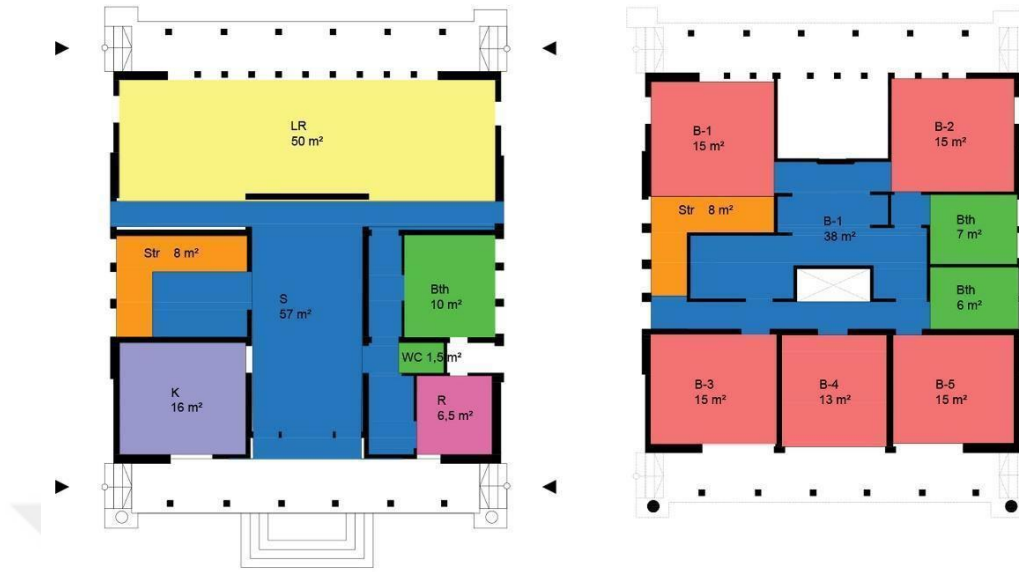 LR
50 m²
Str 8 m²
S
57 m²
Bth
10 m²
WC 1,5 m²
K
16 m²
R
6,5 m²
B-1
15 m²
B-2
15 m²
Str 8 m²
B-1
38 m²
Bth
7 m²
Bth
6 m²
B-3
15 m²
B-4
13 m²
B-5
15 m²